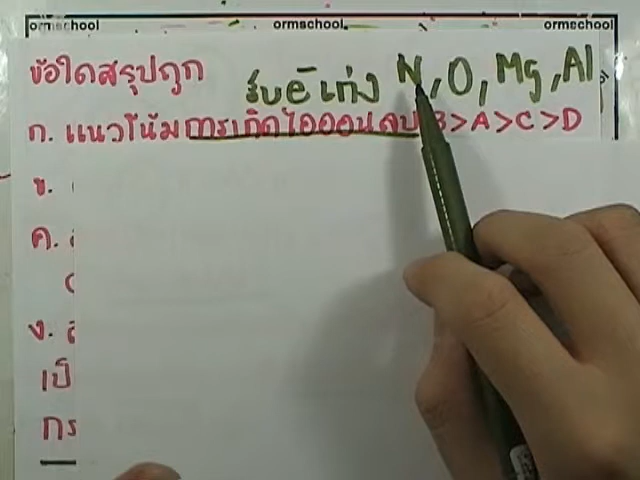 ormschool ormschool. ormschool
ข้อใดสรุปถูก
รับe⁻ เก่ง N, O, Mg, Al
ก. แนวโน้มการเกิดไอออนลบ B>A>C>D
ข.
ค.
ง.
เป็
กร